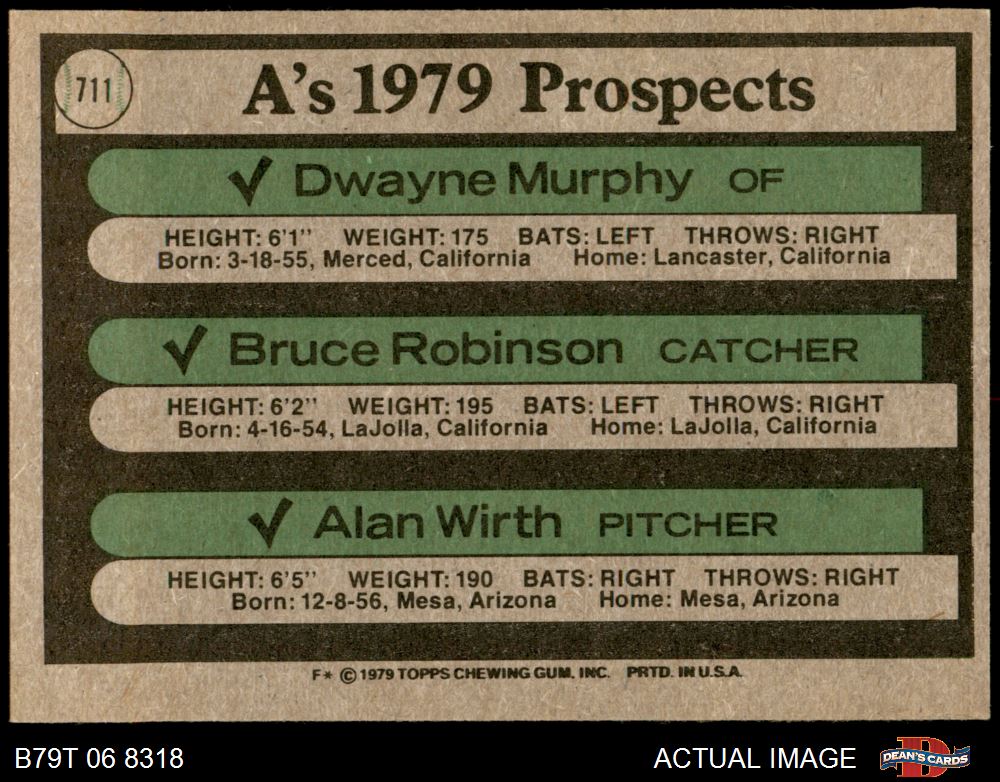 711
A's 1979 Prospects
✓ Dwayne Murphy OF
HEIGHT: 6'1'' WEIGHT: 175 BATS: LEFT THROWS: RIGHT
Born: 3-18-55, Merced, California Home: Lancaster, California
✓ Bruce Robinson CATCHER
HEIGHT: 6'2'' WEIGHT: 195 BATS: LEFT THROWS: RIGHT
Born: 4-16-54, LaJolla, California Home: LaJolla, California
✓ Alan Wirth PITCHER
HEIGHT: 6'5'' WEIGHT: 190 BATS: RIGHT THROWS: RIGHT
Born: 12-8-56, Mesa, Arizona Home: Mesa, Arizona
F* © 1979 TOPPS CHEWING GUM, INC. PRTD. IN U.S.A.
B79T 06 8318
ACTUAL IMAGE
DEAN'S CARDS